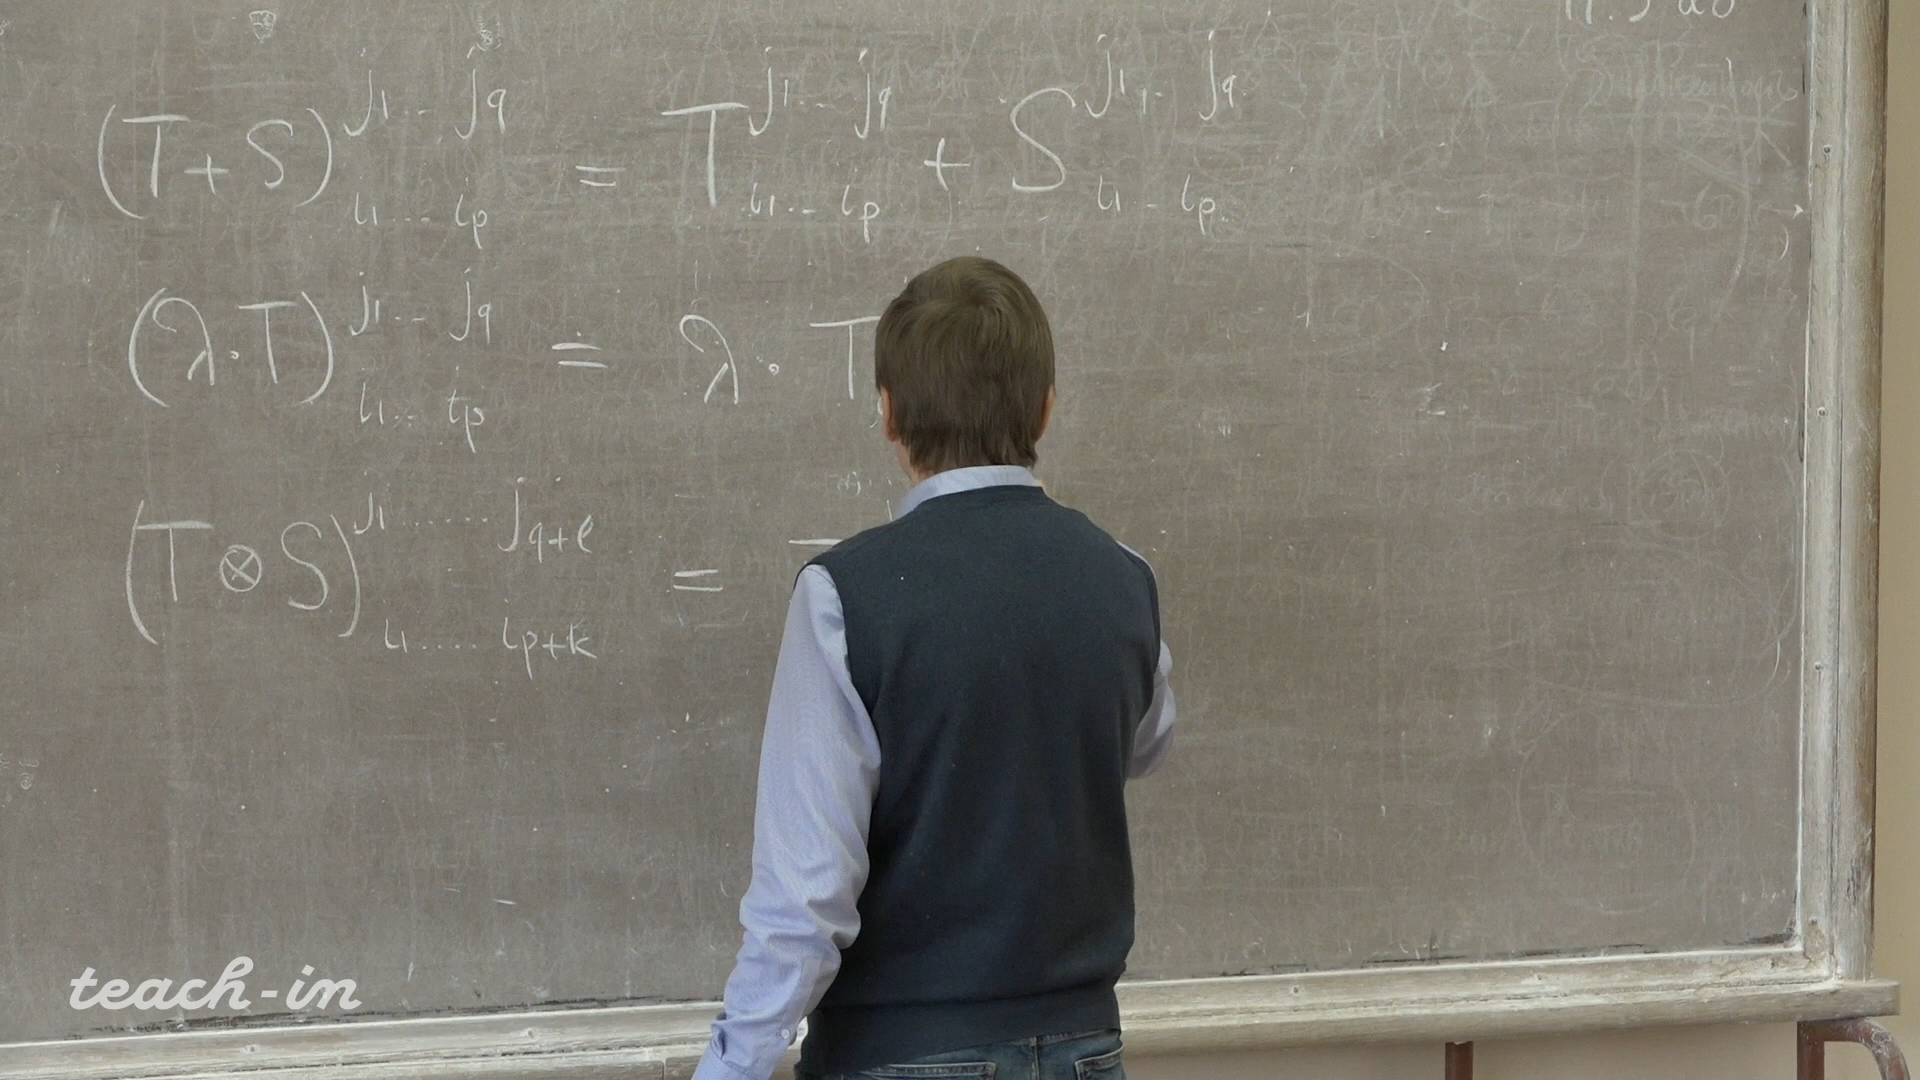 (T+S)^{j_1 ... j_q}_{i_1 ... i_p} = T^{j_1 ... j_q}_{i_1 ... i_p} + S^{j_1 ... j_q}_{i_1 ... i_p}
(λ·T)^{j_1 ... j_q}_{i_1 ... i_p} = λ · T
(T⊗S)^{j_1 ...... j_{q+ℓ}}_{i_1 ..... i_{p+k}} =
teach-in